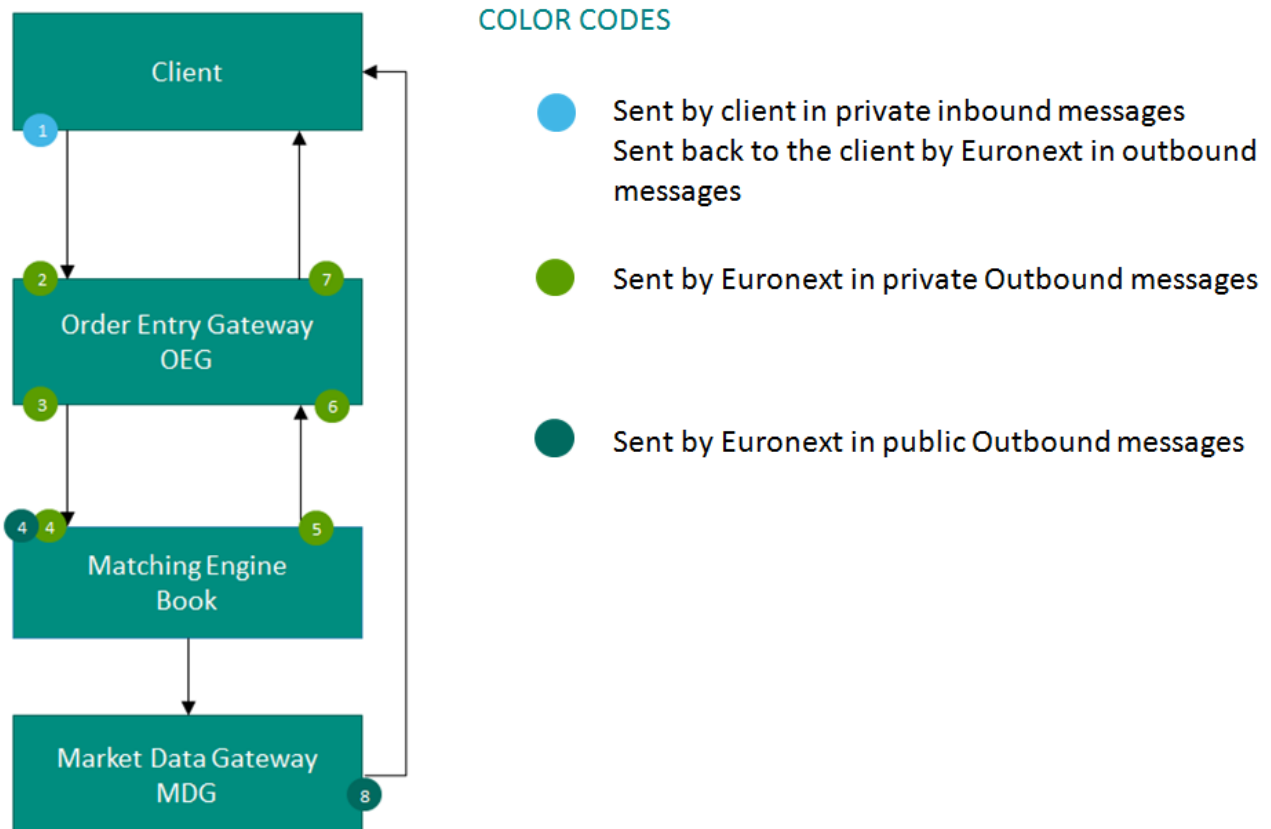 COLOR CODES
Client
1
Sent by client in private inbound messages
Sent back to the client by Euronext in outbound
messages
2
7
Sent by Euronext in private Outbound messages
Order Entry Gateway
OEG
3
6
Sent by Euronext in public Outbound messages
4
4
5
Matching Engine
Book
Market Data Gateway
MDG
8